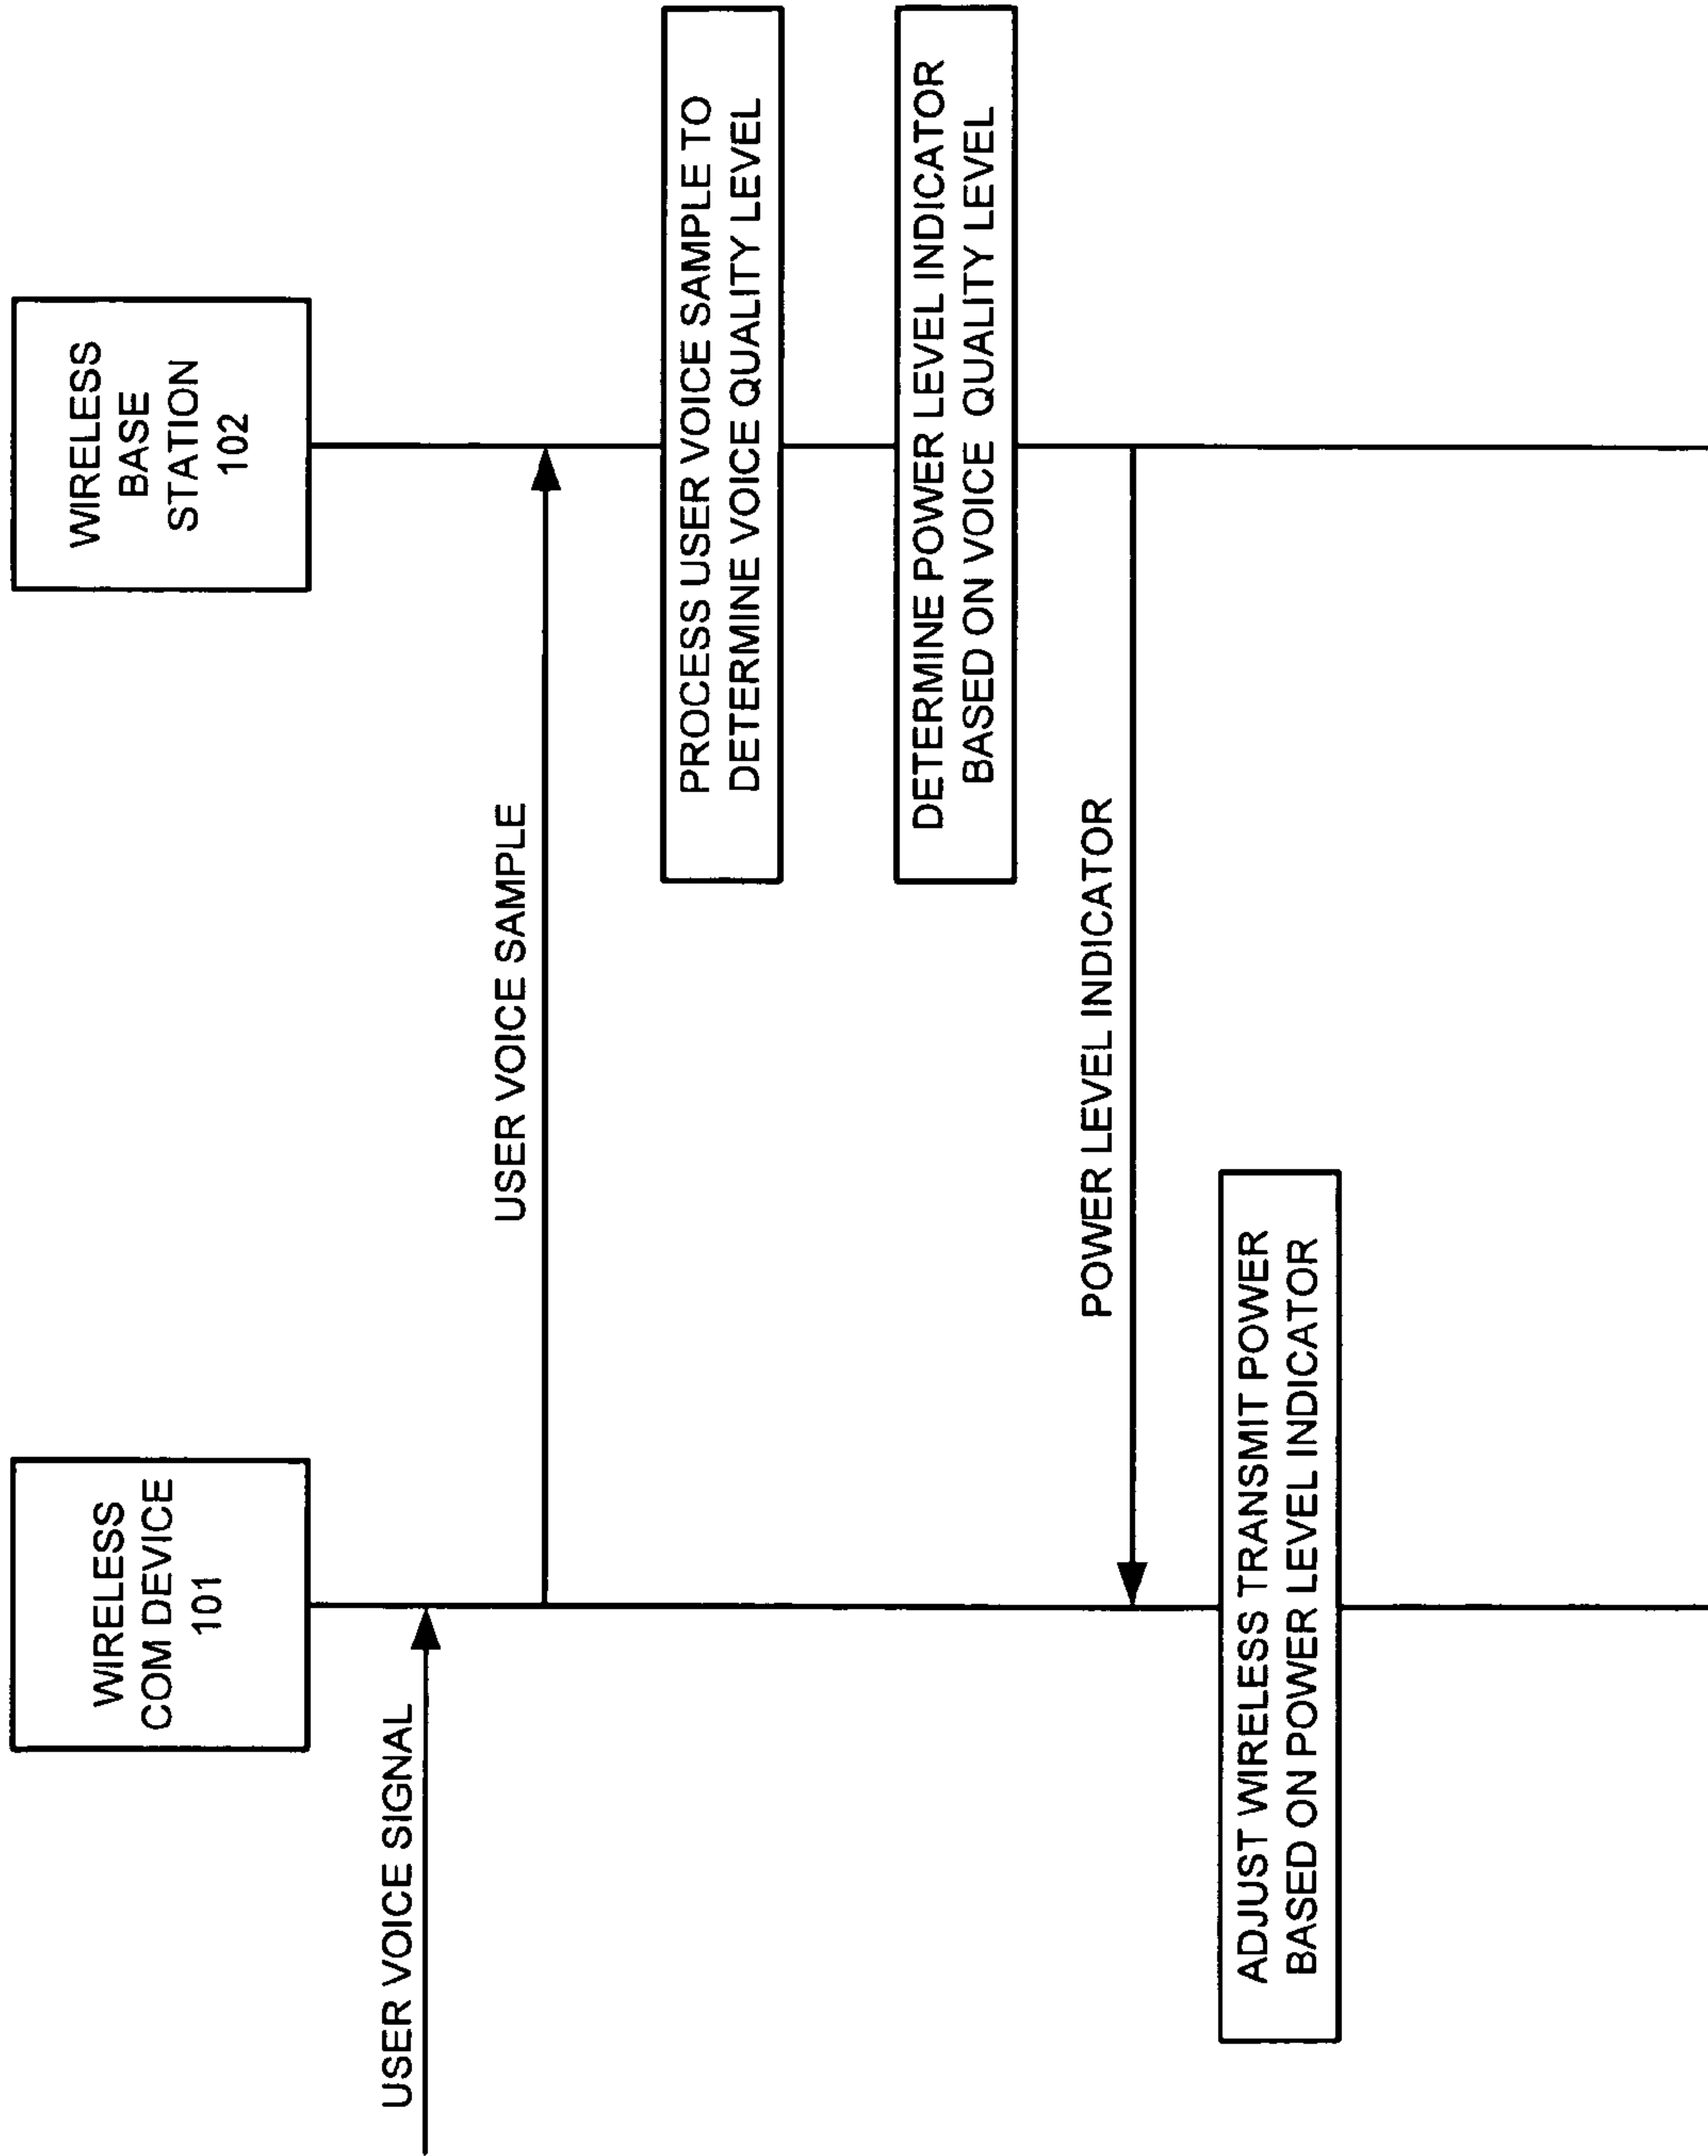 WIRELESS
COM DEVICE
101
WIRELESS
BASE
STATION
102
USER VOICE SIGNAL
USER VOICE SAMPLE
PROCESS USER VOICE SAMPLE TO
DETERMINE VOICE QUALITY LEVEL
DETERMINE POWER LEVEL INDICATOR
BASED ON VOICE QUALITY LEVEL
POWER LEVEL INDICATOR
ADJUST WIRELESS TRANSMIT POWER
BASED ON POWER LEVEL INDICATOR